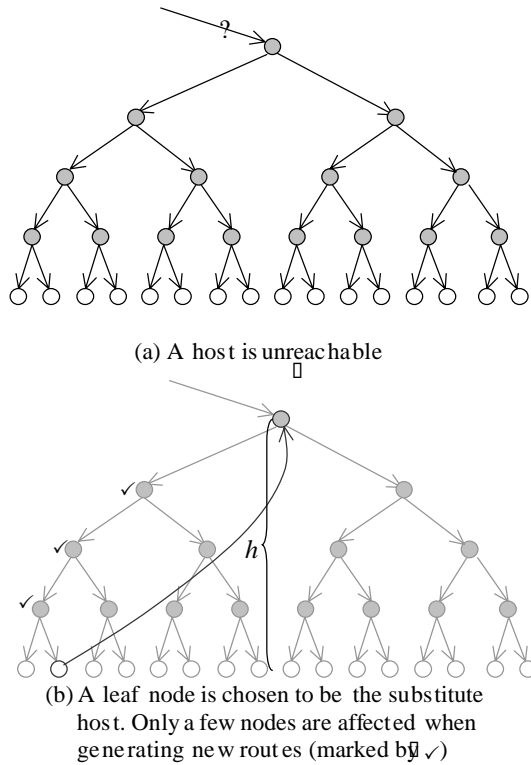 ?
(a) A host is unreachable
✓
✓
h
✓
(b) A leaf node is chosen to be the substitute
host. Only a few nodes are affected when
generating new routes (marked by ✓)